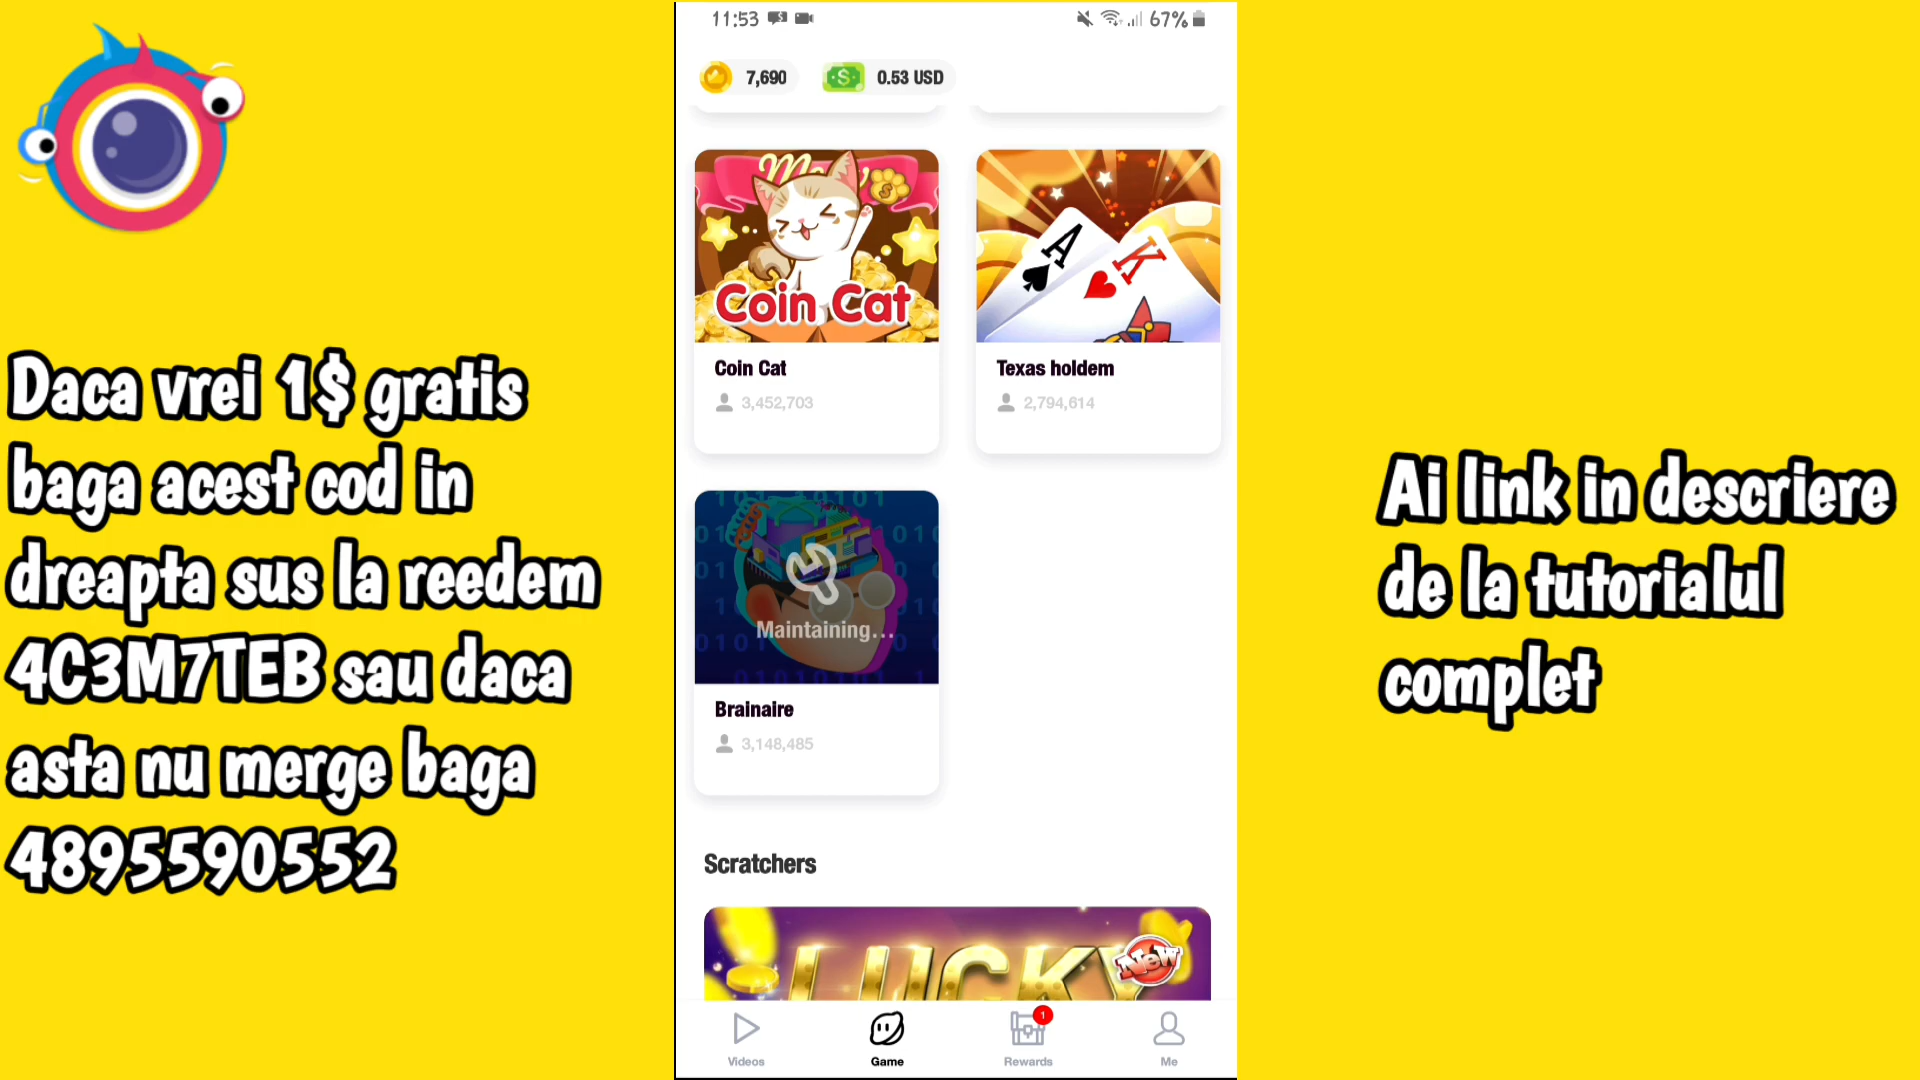 11:53
67%
7,690
0.53 USD
Coin Cat
Coin Cat
3,452,703
A K
Texas holdem
2,794,614
Maintaining...
Brainaire
3,148,485
Scratchers
LUCKY
New
Videos
Game
1
Rewards
Me
Daca vrei 1$ gratis
baga acest cod in
dreapta sus la reedem
4C3M7TEB sau daca
asta nu merge baga
4895590552
Ai link in descriere
de la tutorialul
complet